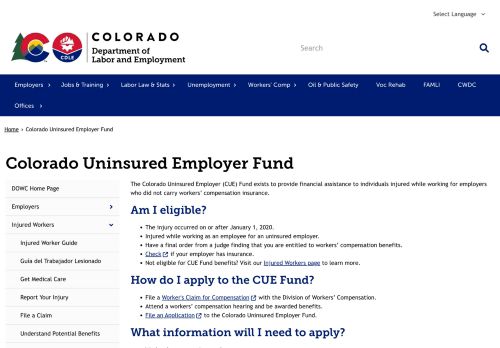 Select Language
COLORADO
Department of
Labor and Employment
CDLE
Search
Employers
Jobs & Training
Labor Law & Stats
Unemployment
Workers' Comp
Oil & Public Safety
Voc Rehab
FAMLI
CWDC
Offices
Home › Colorado Uninsured Employer Fund
Colorado Uninsured Employer Fund
DOWC Home Page
Employers
Injured Workers
Injured Worker Guide
Guía del Trabajador Lesionado
Get Medical Care
Report Your Injury
File a Claim
Understand Potential Benefits
The Colorado Uninsured Employer (CUE) Fund exists to provide financial assistance to individuals injured while working for employers
who did not carry workers' compensation insurance.
Am I eligible?
• The injury occurred on or after January 1, 2020.
• Injured while working as an employee for an uninsured employer.
• Have a final order from a judge finding that you are entitled to workers' compensation benefits.
• Check if your employer has insurance.
• Not eligible for CUE Fund benefits? Visit our Injured Workers page to learn more.
How do I apply to the CUE Fund?
• File a Worker's Claim for Compensation with the Division of Workers' Compensation.
• Attend a workers' compensation hearing and be awarded benefits.
• File an Application to the Colorado Uninsured Employer Fund.
What information will I need to apply?